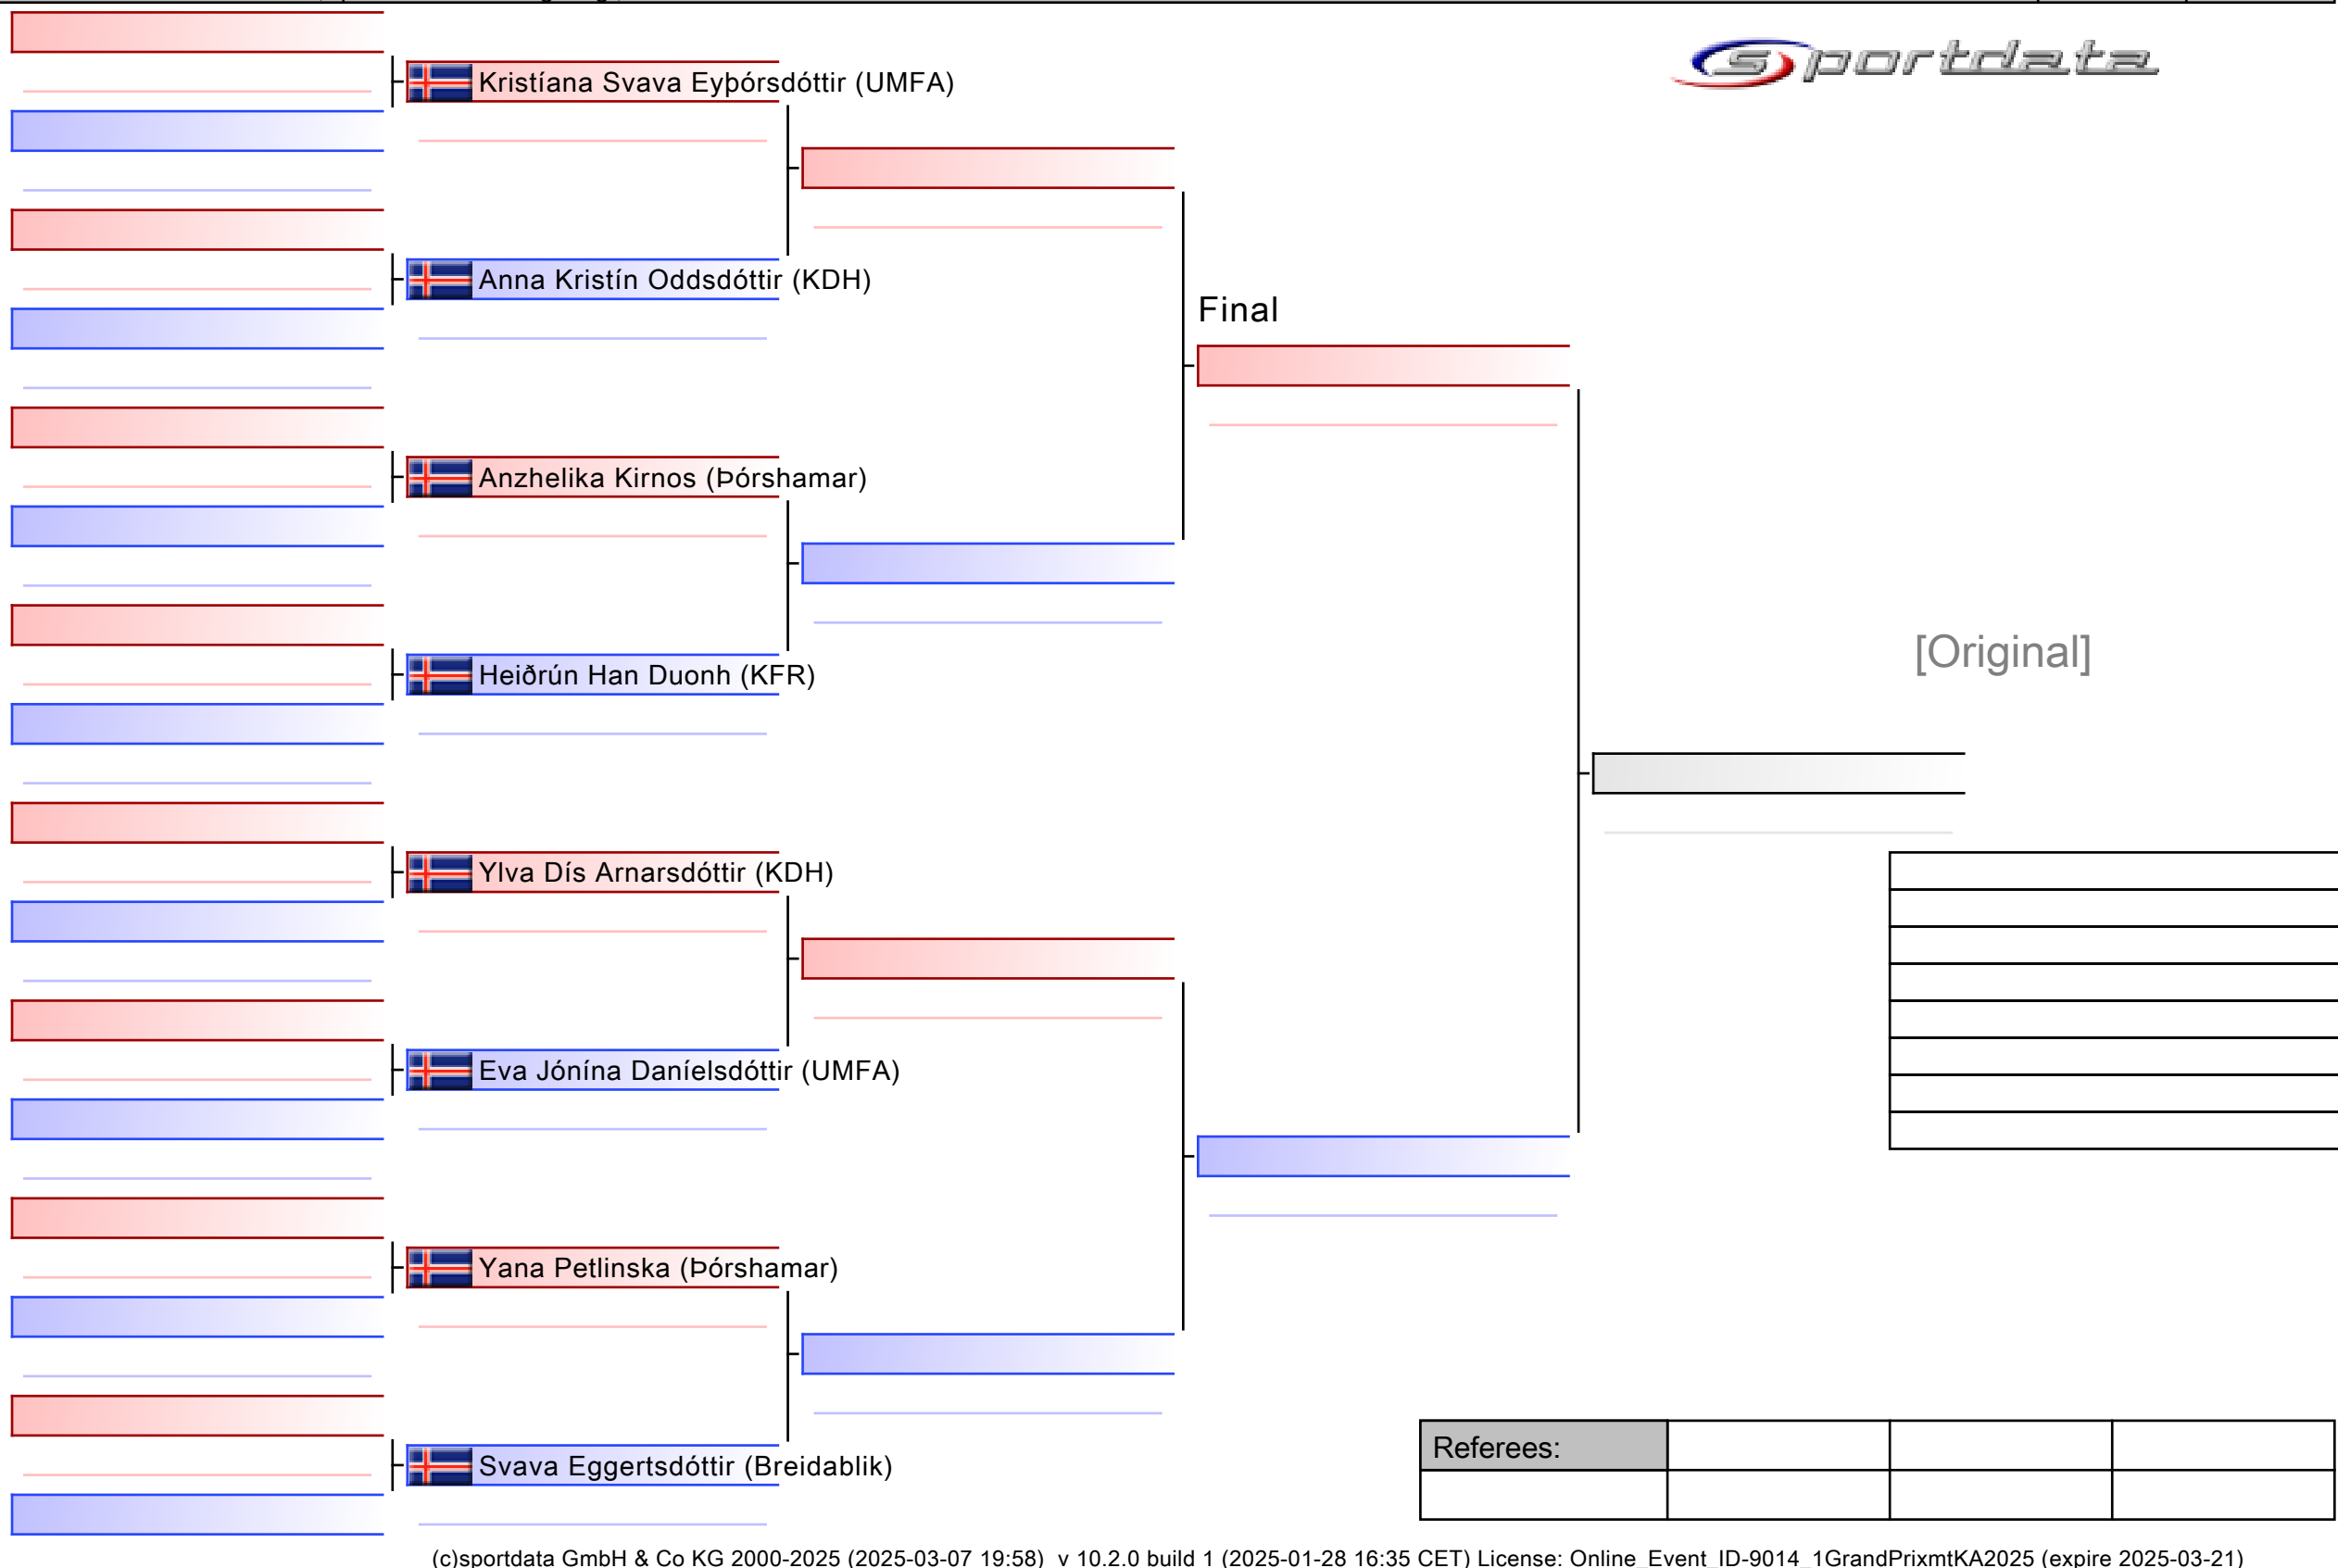 sportdata
Kristíana Svava Eyþórsdóttir (UMFA)
Anna Kristín Oddsdóttir (KDH)
Final
Anzhelika Kirnos (Þórshamar)
[Original]
Heiðrún Han Duonh (KFR)
Ylva Dís Arnarsdóttir (KDH)
Eva Jónína Daníelsdóttir (UMFA)
Yana Petlinska (Þórshamar)
Referees:
Svava Eggertsdóttir (Breidablik)
(c)sportdata GmbH & Co KG 2000-2025 (2025-03-07 19:58) v 10.2.0 build 1 (2025-01-28 16:35 CET) License: Online_Event_ID-9014_1GrandPrixmtKA2025 (expire 2025-03-21)